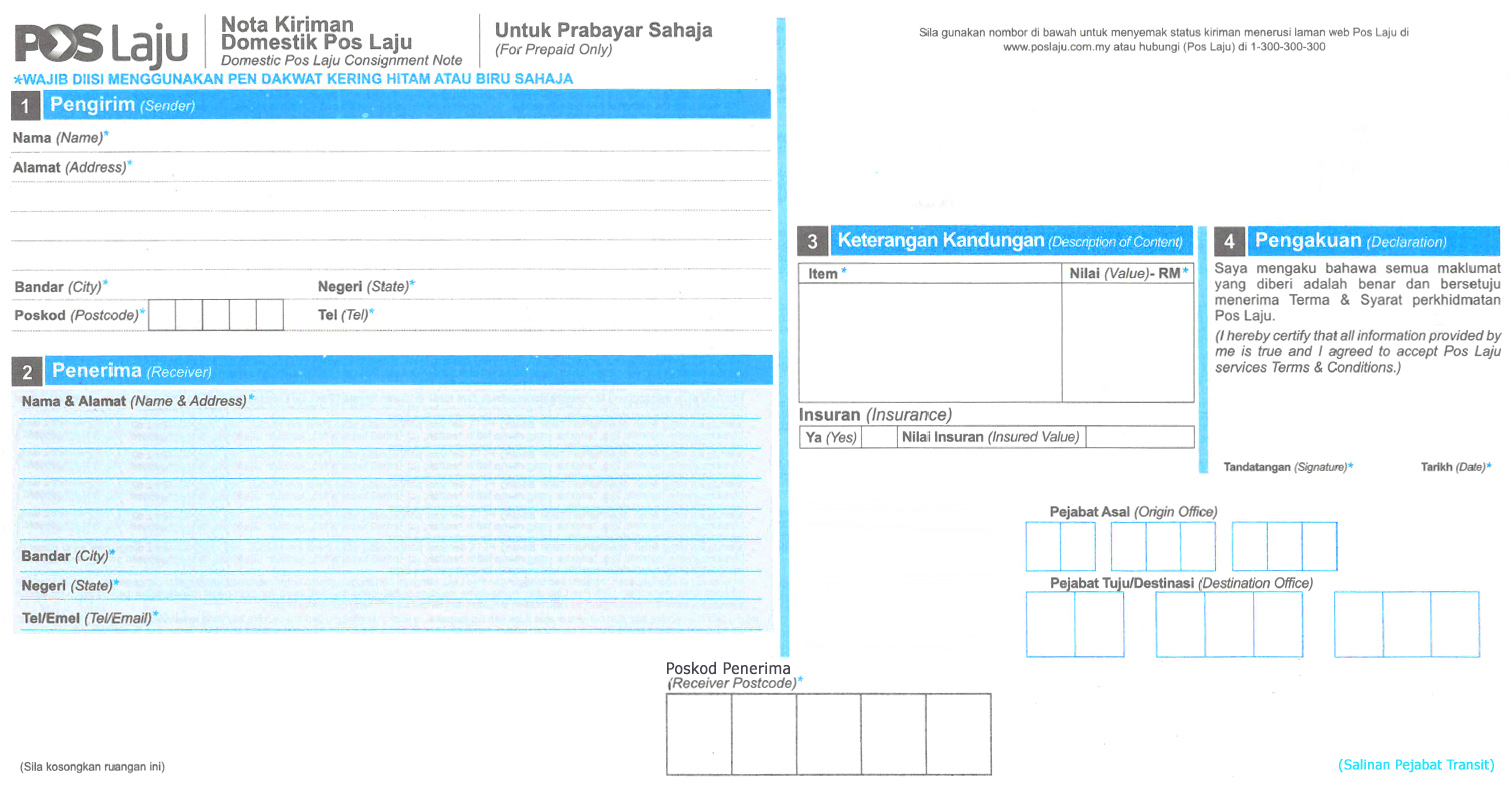 POS Laju
Nota Kiriman
Domestik Pos Laju
Domestic Pos Laju Consignment Note
Untuk Prabayar Sahaja
(For Prepaid Only)
*WAJIB DIISI MENGGUNAKAN PEN DAKWAT KERING HITAM ATAU BIRU SAHAJA
Sila gunakan nombor di bawah untuk menyemak status kiriman menerusi laman web Pos Laju di
www.poslaju.com.my atau hubungi (Pos Laju) di 1-300-300-300
1 Pengirim (Sender)
Nama (Name)*
Alamat (Address)*
Bandar (City)* Negeri (State)*
Poskod (Postcode)* Tel (Tel)*
2 Penerima (Receiver)
Nama & Alamat (Name & Address)*
Bandar (City)*
Negeri (State)*
Tel/Emel (Tel/Email)*
Poskod Penerima
(Receiver Postcode)*
(Sila kosongkan ruangan ini)
3 Keterangan Kandungan (Description of Content)
Item* Nilai (Value)- RM*
Insuran (Insurance)
Ya (Yes) Nilai Insuran (Insured Value)
4 Pengakuan (Declaration)
Saya mengaku bahawa semua maklumat
yang diberi adalah benar dan bersetuju
menerima Terma & Syarat perkhidmatan
Pos Laju.
(I hereby certify that all information provided by
me is true and I agreed to accept Pos Laju
services Terms & Conditions.)
Tandatangan (Signature)* Tarikh (Date)*
Pejabat Asal (Origin Office)
Pejabat Tuju/Destinasi (Destination Office)
(Salinan Pejabat Transit)